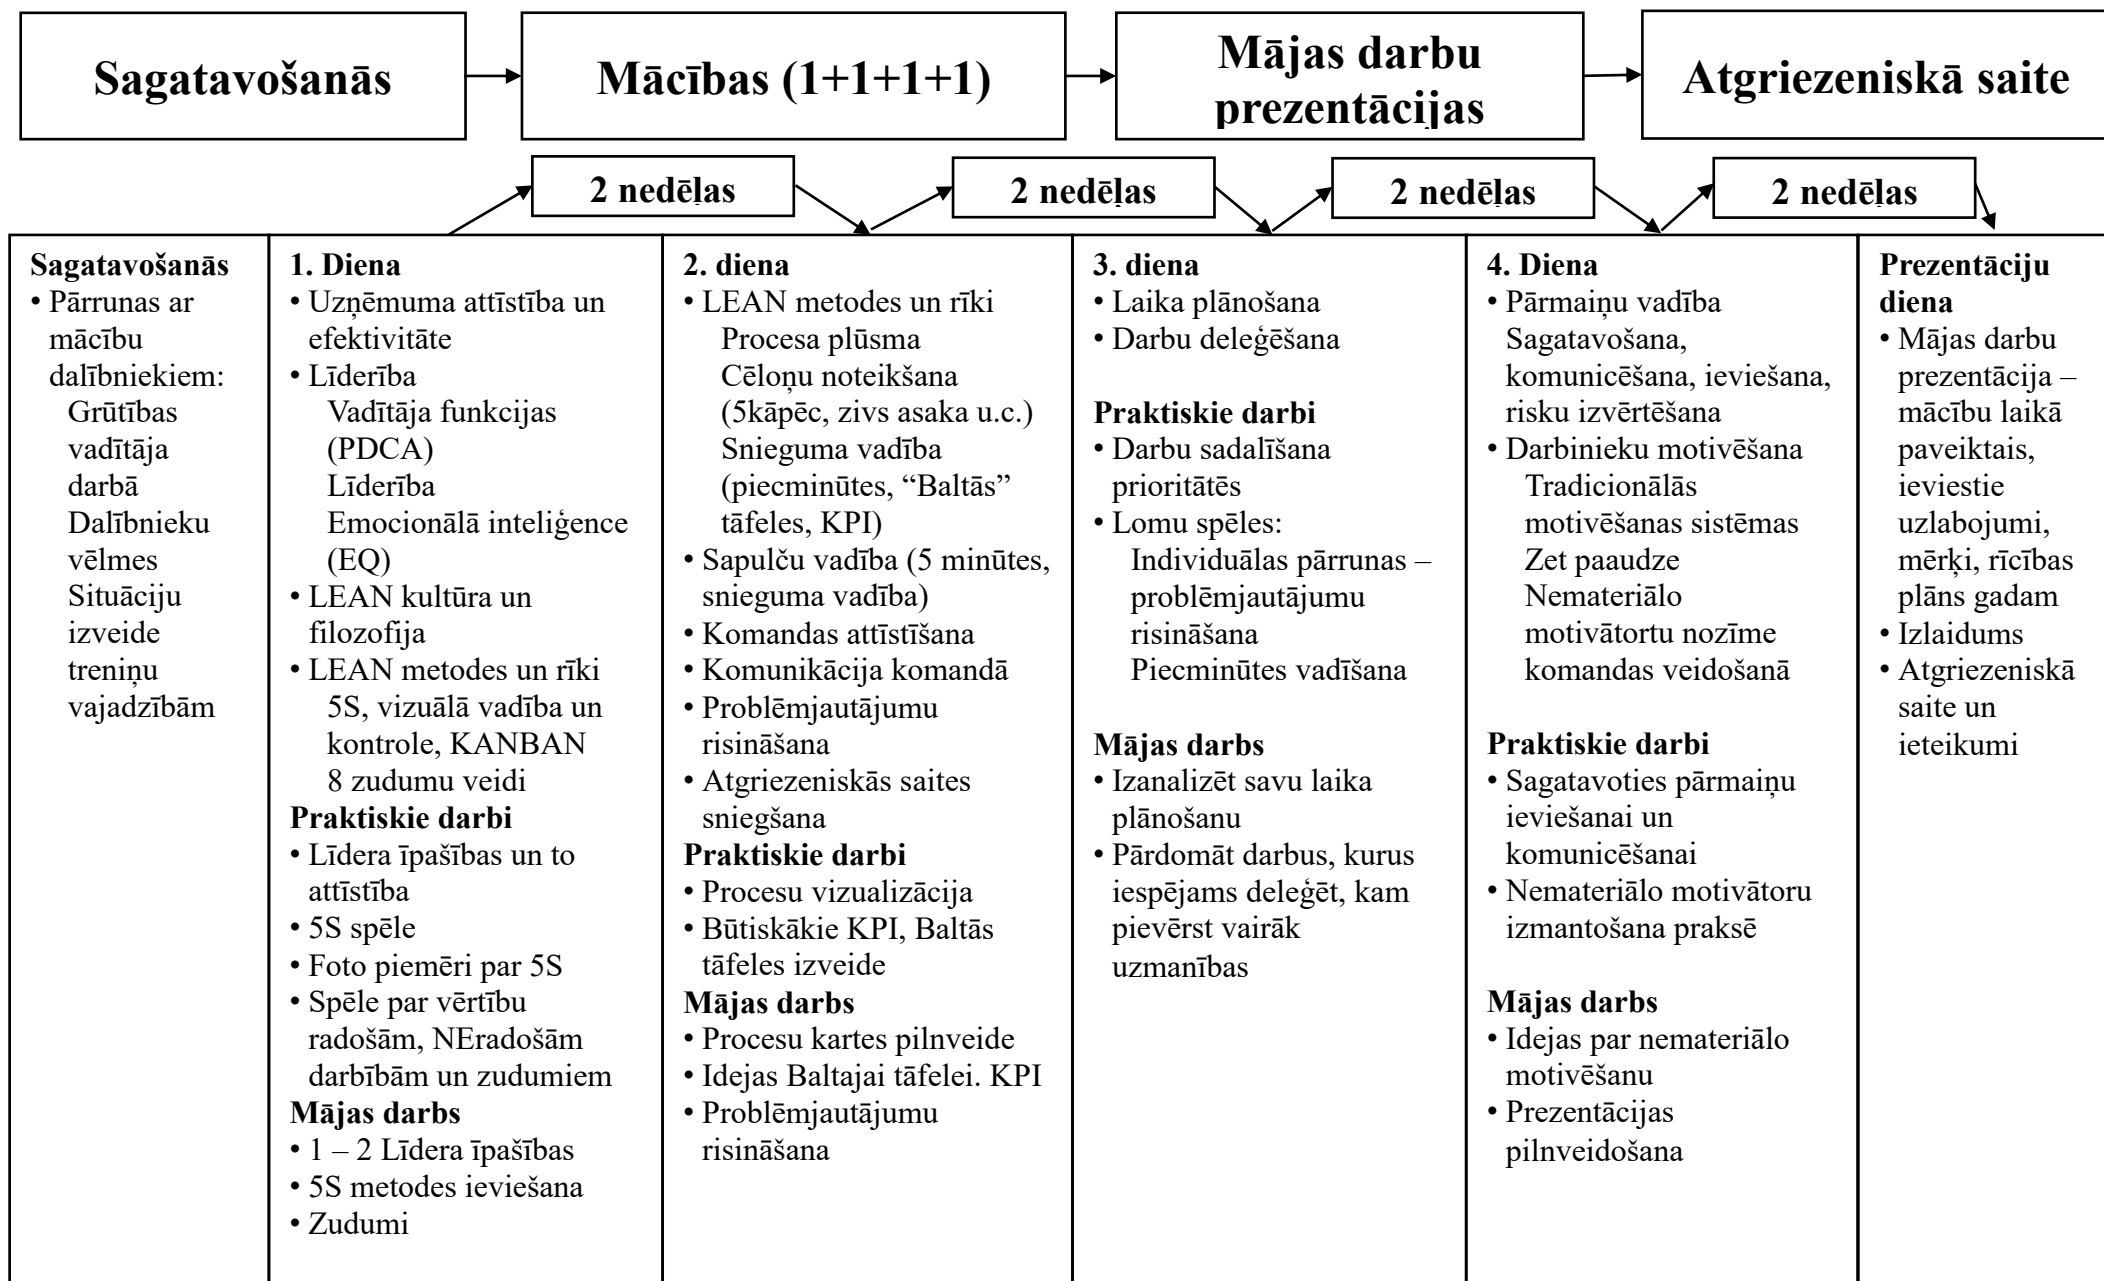 Sagatavošanās
Mācības (1+1+1+1)
Mājas darbu
prezentācijas
Atgriezeniskā saite
2 nedēļas
2 nedēļas
2 nedēļas
2 nedēļas
Sagatavošanās
• Pārrunas ar
mācību
dalībniekiem:
Grūtības
vadītāja
darbā
Dalībnieku
vēlmes
Situāciju
izveide
treniņu
vajadzībām
1. Diena
• Uzņēmuma attīstība un
efektivitāte
• Līderība
Vadītāja funkcijas
(PDCA)
Līderība
Emocionālā inteliģence
(EQ)
• LEAN kultūra un
filozofija
• LEAN metodes un rīki
5S, vizuālā vadība un
kontrole, KANBAN
8 zudumu veidi
Praktiskie darbi
• Līdera īpašības un to
attīstība
• 5S spēle
• Foto piemēri par 5S
• Spēle par vērtību
radošām, NEradošām
darbībām un zudumiem
Mājas darbs
• 1 – 2 Līdera īpašības
• 5S metodes ieviešana
• Zudumi
2. diena
• LEAN metodes un rīki
Procesa plūsma
Cēloņu noteikšana
(5kāpēc, zivs asaka u.c.)
Snieguma vadība
(piecminūtes, “Baltās”
tāfeles, KPI)
• Sapulču vadība (5 minūtes,
snieguma vadība)
• Komandas attīstīšana
• Komunikācija komandā
• Problēmjautājumu
risināšana
• Atgriezeniskās saites
sniegšana
Praktiskie darbi
• Procesu vizualizācija
• Būtiskākie KPI, Baltās
tāfeles izveide
Mājas darbs
• Procesu kartes pilnveide
• Idejas Baltajai tāfelei. KPI
• Problēmjautājumu
risināšana
3. diena
• Laika plānošana
• Darbu deleģēšana
Praktiskie darbi
• Darbu sadalīšana
prioritātēs
• Lomu spēles:
Individuālas pārrunas –
problēmjautājumu
risināšana
Piecminūtes vadīšana
Mājas darbs
• Izanalizēt savu laika
plānošanu
• Pārdomāt darbus, kurus
iespējams deleģēt, kam
pievērst vairāk
uzmanības
4. Diena
• Pārmaiņu vadība
Sagatavošana,
komunicēšana, ieviešana,
risku izvērtēšana
• Darbinieku motivēšana
Tradicionālās
motivēšanas sistēmas
Zet paaudze
Nemateriālo
motivātortu nozīme
komandas veidošanā
Praktiskie darbi
• Sagatavoties pārmaiņu
ieviešanai un
komunicēšanai
• Nemateriālo motivātoru
izmantošana praksē
Mājas darbs
• Idejas par nemateriālo
motivēšanu
• Prezentācijas
pilnveidošana
Prezentāciju
diena
• Mājas darbu
prezentācija –
mācību laikā
paveiktais,
ieviestie
uzlabojumi,
mērķi, rīcības
plāns gadam
• Izlaidums
• Atgriezeniskā
saite un
ieteikumi